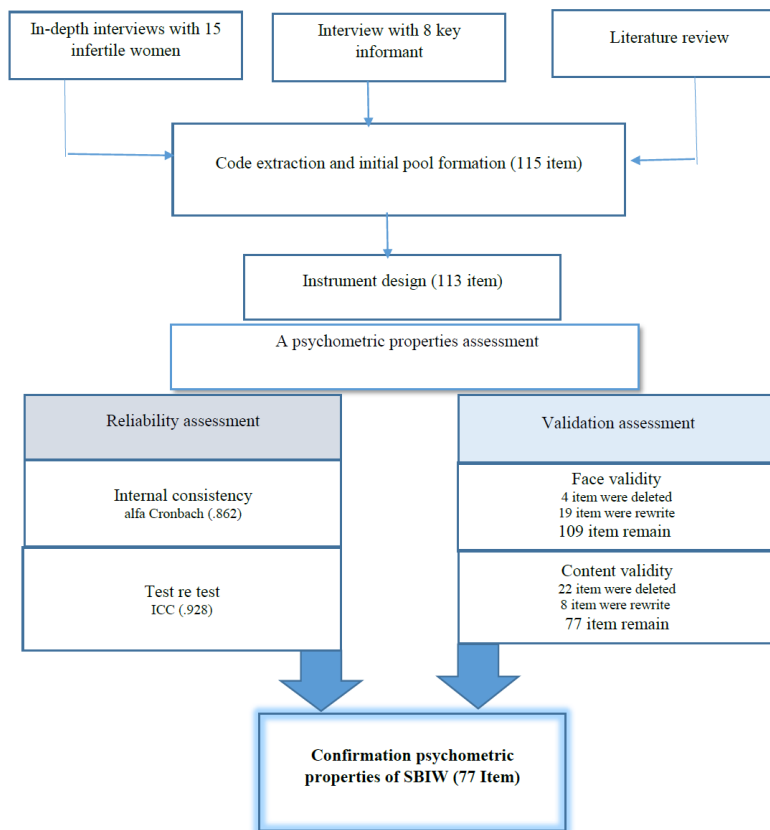 In-depth interviews with 15
infertile women
Interview with 8 key
informant
Literature review
Code extraction and initial pool formation (115 item)
Instrument design (113 item)
A psychometric properties assessment
Reliability assessment
Internal consistency
alfa Cronbach (.862)
Test re test
ICC (.928)
Validation assessment
Face validity
4 item were deleted
19 item were rewrite
109 item remain
Content validity
22 item were deleted
8 item were rewrite
77 item remain
Confirmation psychometric
properties of SBIW (77 Item)